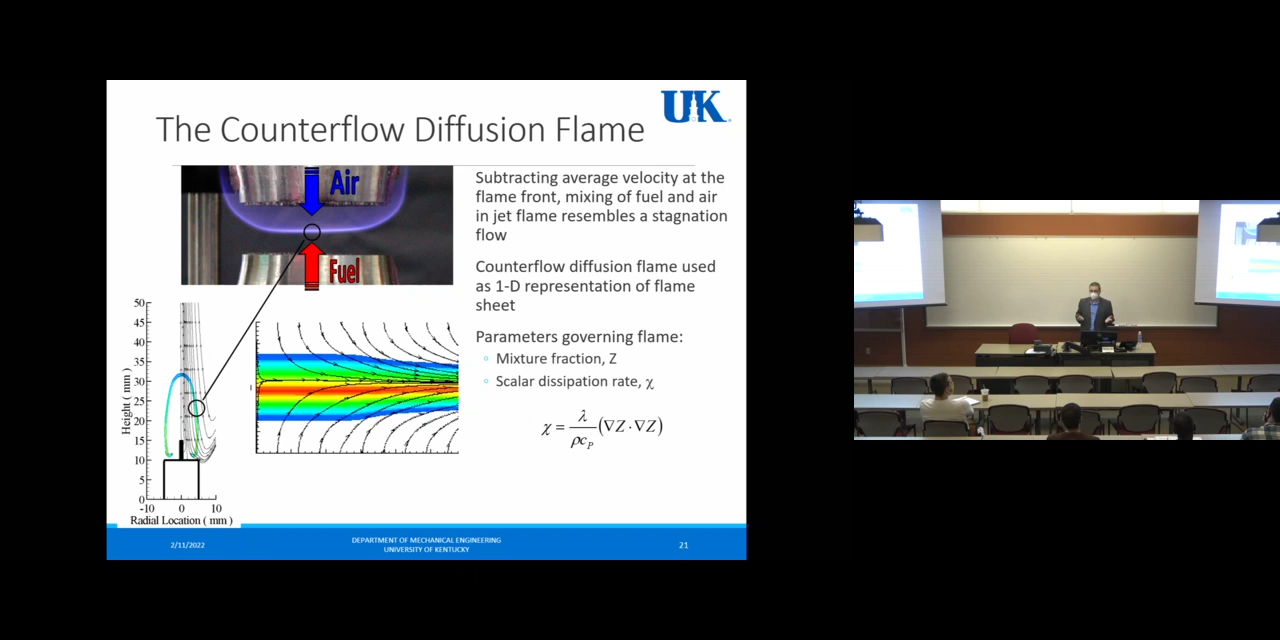 UK
The Counterflow Diffusion Flame
Air
Fuel
Subtracting average velocity at the
flame front, mixing of fuel and air
in jet flame resembles a stagnation
flow
Counterflow diffusion flame used
as 1-D representation of flame
sheet
Parameters governing flame:
Mixture fraction, Z
Scalar dissipation rate, χ
χ = λ/(ρc_P) (∇Z · ∇Z)
Height ( mm )
50
45
40
35
30
25
20
15
10
5
0
-10 0 10
Radial Location ( mm )
2/11/2022
DEPARTMENT OF MECHANICAL ENGINEERING
UNIVERSITY OF KENTUCKY
21